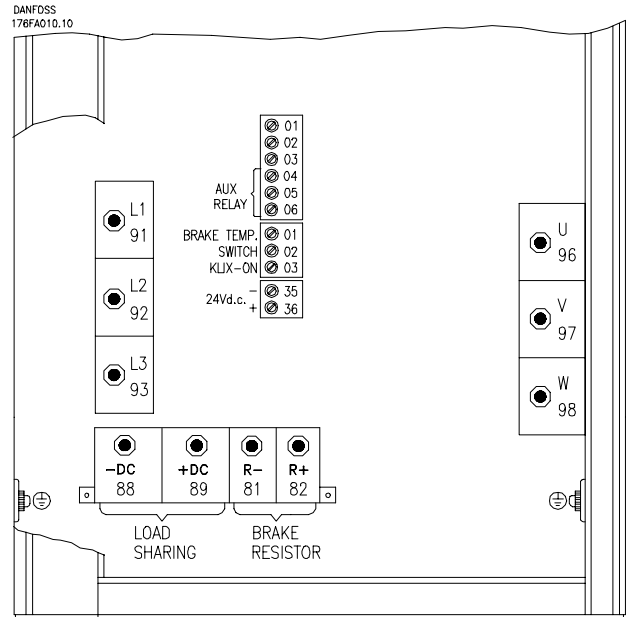 DANFOSS
176FA010.10
01
02
03
04
05
06
AUX
RELAY
BRAKE TEMP.
SWITCH
KLIX-ON
01
02
03
24Vd.c.
- 35
+ 36
L1
91
L2
92
L3
93
U
96
V
97
W
98
-DC
88
+DC
89
R-
81
R+
82
LOAD
SHARING
BRAKE
RESISTOR